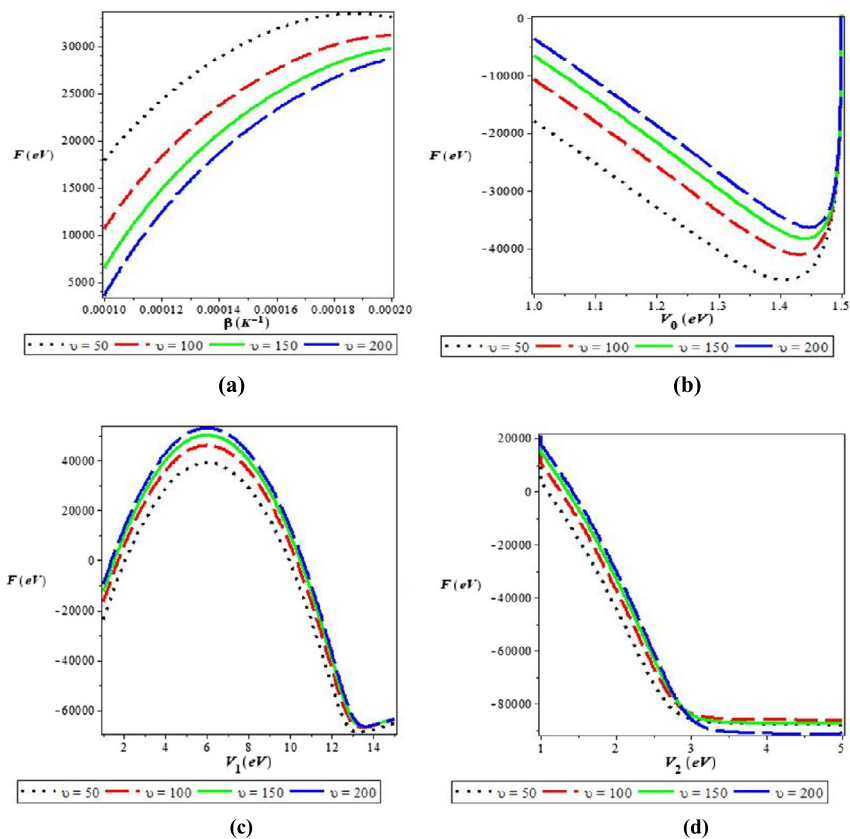 30000
25000
F (eV)
20000
15000
10000
5000
0.00010 0.00012 0.00014 0.00016 0.00018 0.00020
β (K⁻¹)
υ = 50 υ = 100 υ = 150 υ = 200
(a)
0
-10000
F (eV)
-20000
-30000
-40000
1.0 1.1 1.2 1.3 1.4 1.5
V₀ (eV)
υ = 50 υ = 100 υ = 150 υ = 200
(b)
40000
20000
0
F (eV)
-20000
-40000
-60000
2 4 6 8 10 12 14
V₁(eV)
υ = 50 υ = 100 υ = 150 υ = 200
(c)
20000
0
-20000
F (eV)
-40000
-60000
-80000
1 2 3 4 5
V₂ (eV)
υ = 50 υ = 100 υ = 150 υ = 200
(d)